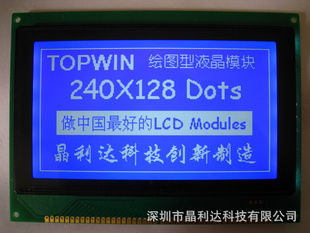 TOPWIN 绘图型液晶模块
240X128 Dots
做中国最好的LCD Modules
晶利达科技创新制造
深圳市晶利达科技有限公司